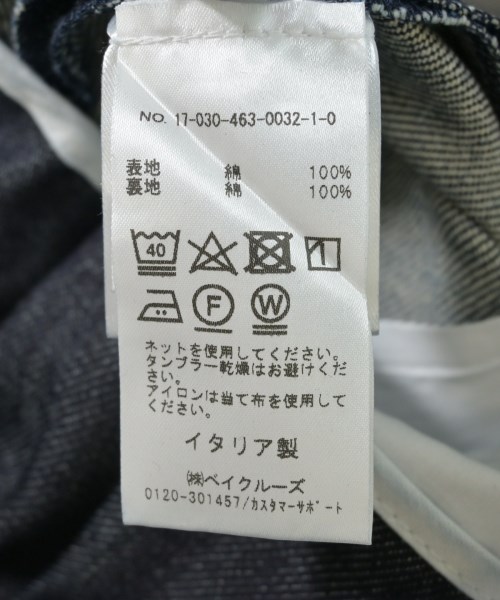 NO. 17-030-463-0032-1-0
表地 綿 100%
裏地 綿 100%
40
F W
ネットを使用してください。
タンブラー乾燥はお避けくだ
さい。
アイロンは当て布を使用して
ください。
イタリア製
㈱ベイクルーズ
0120-301457/カスタマーサポート